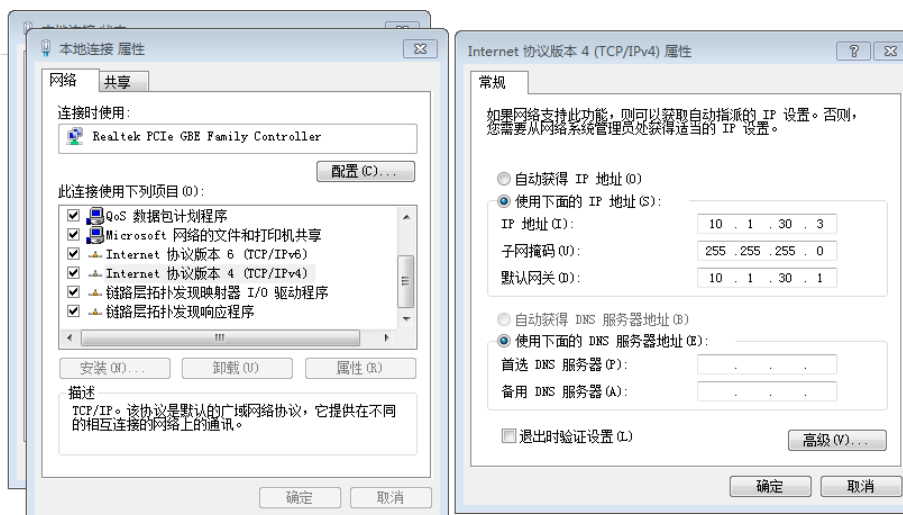 本地连接 属性
网络
共享
连接时使用:
Realtek PCIe GBE Family Controller
配置(C)...
此连接使用下列项目(O):
QoS 数据包计划程序
Microsoft 网络的文件和打印机共享
Internet 协议版本 6 (TCP/IPv6)
Internet 协议版本 4 (TCP/IPv4)
链路层拓扑发现映射器 I/O 驱动程序
链路层拓扑发现响应程序
安装(N)...
卸载(U)
属性(R)
描述
TCP/IP。该协议是默认的广域网络协议，它提供在不同
的相互连接的网络上的通讯。
确定
取消
Internet 协议版本 4 (TCP/IPv4) 属性
常规
如果网络支持此功能，则可以获取自动指派的 IP 设置。否则，
您需要从网络系统管理员处获得适当的 IP 设置。
自动获得 IP 地址(O)
使用下面的 IP 地址(S):
IP 地址(I): 10 . 1 . 30 . 3
子网掩码(U): 255 .255 .255 . 0
默认网关(D): 10 . 1 . 30 . 1
自动获得 DNS 服务器地址(B)
使用下面的 DNS 服务器地址(E):
首选 DNS 服务器(P): . . .
备用 DNS 服务器(A): . . .
退出时验证设置(L)
高级(V)...
确定
取消